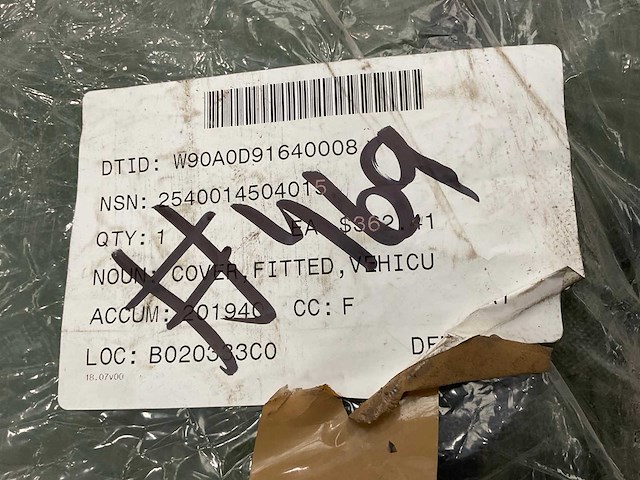 DTID: W90A0D91640008
NSN: 2540014504015
QTY: 1 EA $362.41
NOUN: COVER,FITTED,VEHICU
ACCUM: 20194 CC: F
LOC: B020333C0
18.07V00
#469